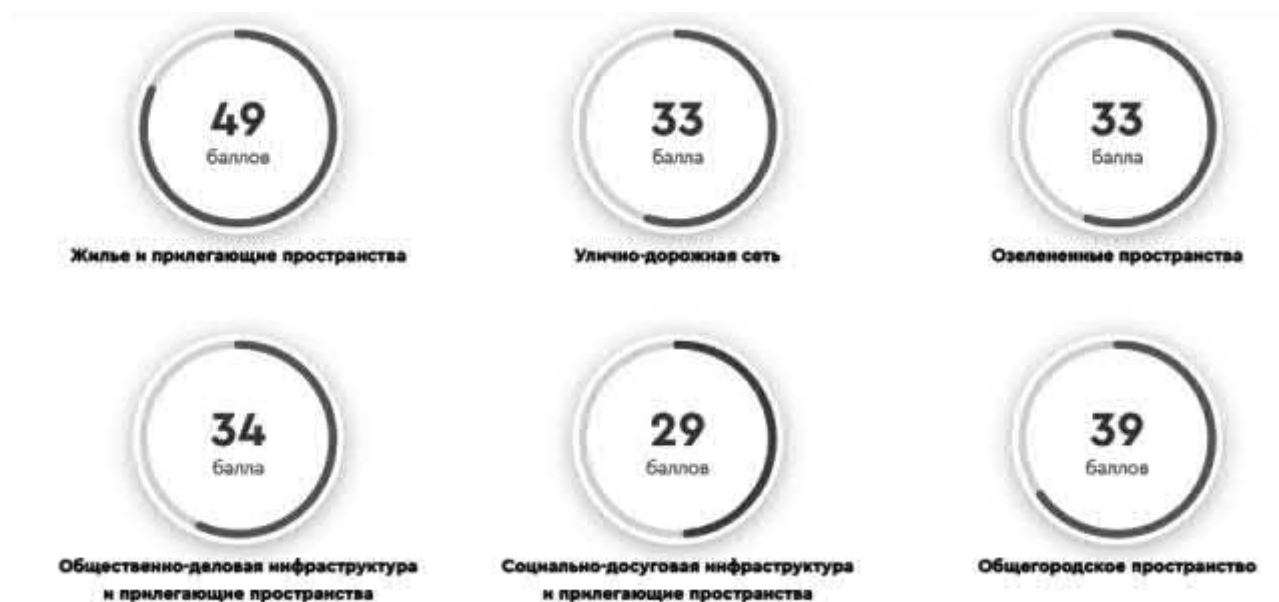 49
баллов
Жилье и прилегающие пространства
33
балла
Улично-дорожная сеть
33
балла
Озелененные пространства
34
балла
Общественно-деловая инфраструктура
и прилегающие пространства
29
баллов
Социально-досуговая инфраструктура
и прилегающие пространства
39
баллов
Общегородское пространство